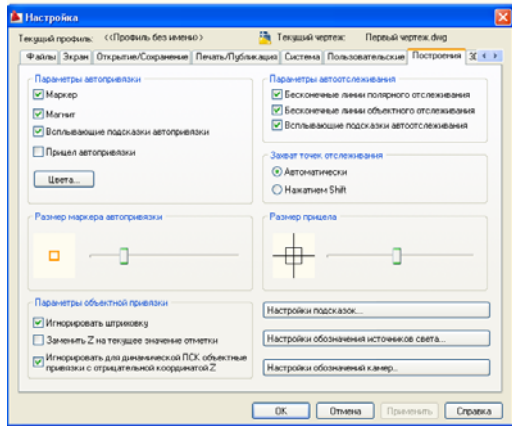 Настройка
Текущий профиль: <<Профиль без имени>> Текущий чертеж: Первый чертеж.dwg
Файлы Экран Открытие/Сохранение Печать/Публикация Система Пользовательские Построения 3D
Параметры автопривязки
Маркер
Магнит
Всплывающие подсказки автопривязки
Прицел автопривязки
Цвета...
Параметры автоотслеживания
Бесконечные линии полярного отслеживания
Бесконечные линии объектного отслеживания
Всплывающие подсказки автоотслеживания
Захват точек отслеживания
Автоматически
Нажатием Shift
Размер маркера автопривязки
Размер прицела
Параметры объектной привязки
Игнорировать штриховку
Заменить Z на текущее значение отметки
Игнорировать для динамической ПСК объектные
привязки с отрицательной координатой Z
Настройки подсказок...
Настройки обозначения источников света...
Настройки обозначений камер..
OK Отмена Применить Справка